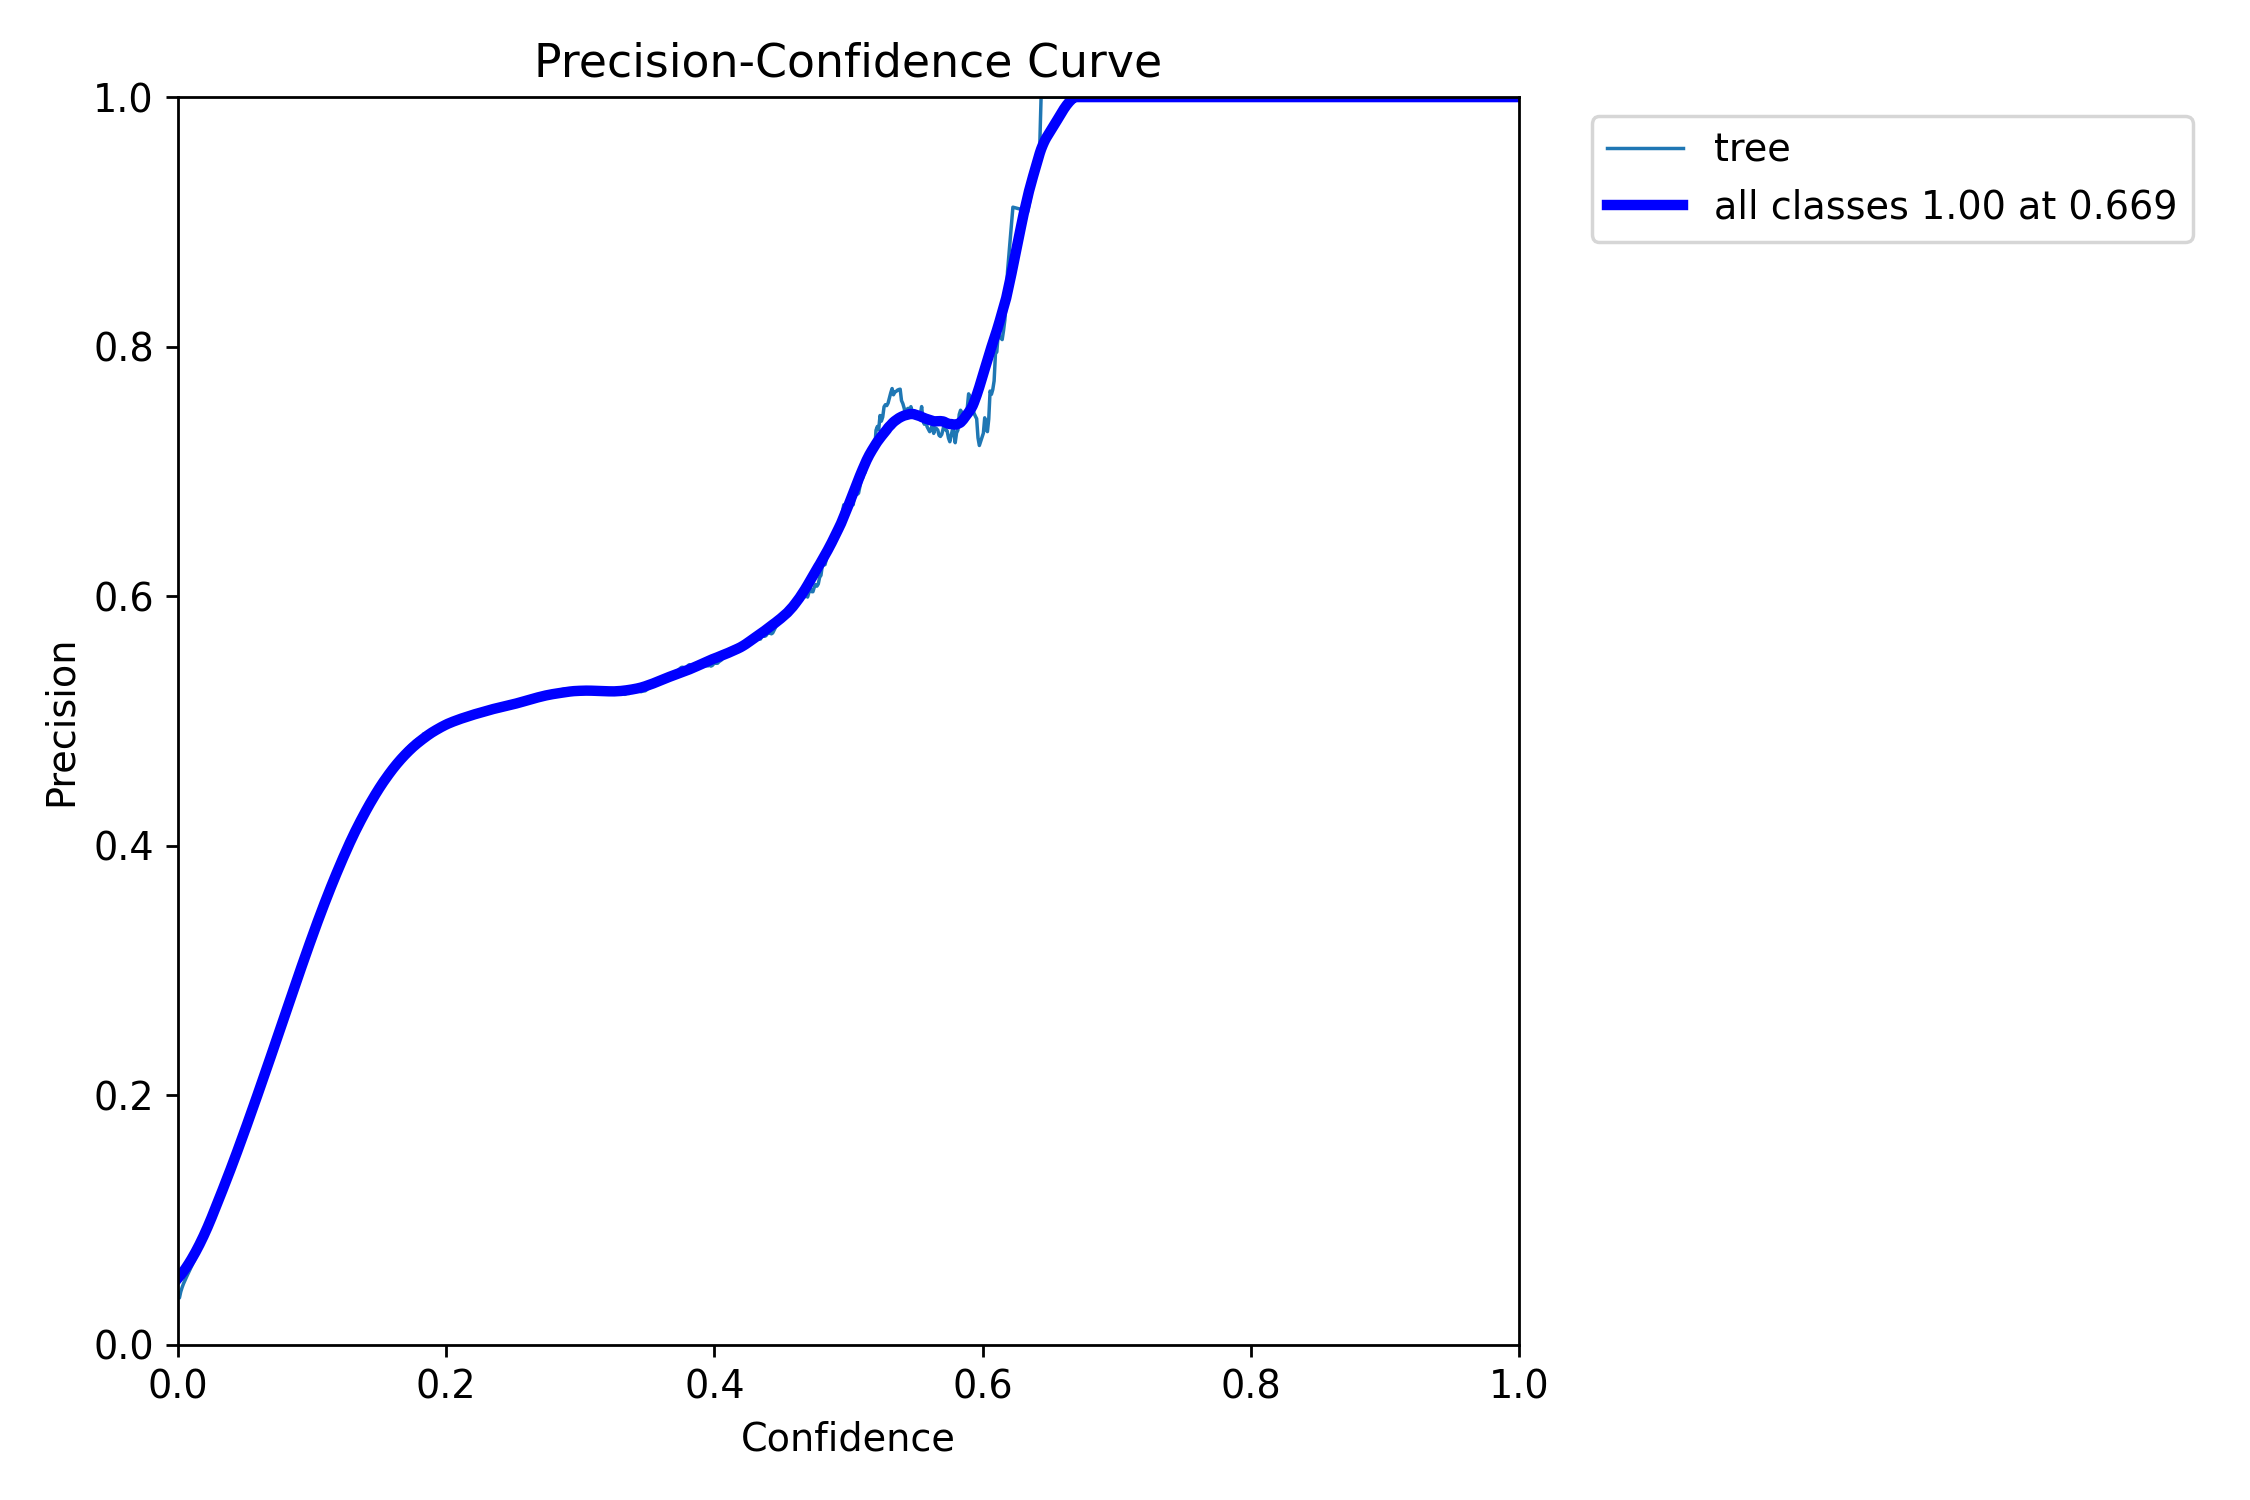 Precision-Confidence Curve
1.0
0.8
0.6
0.4
0.2
0.0
Precision
0.0 0.2 0.4 0.6 0.8 1.0
Confidence
tree
all classes 1.00 at 0.669